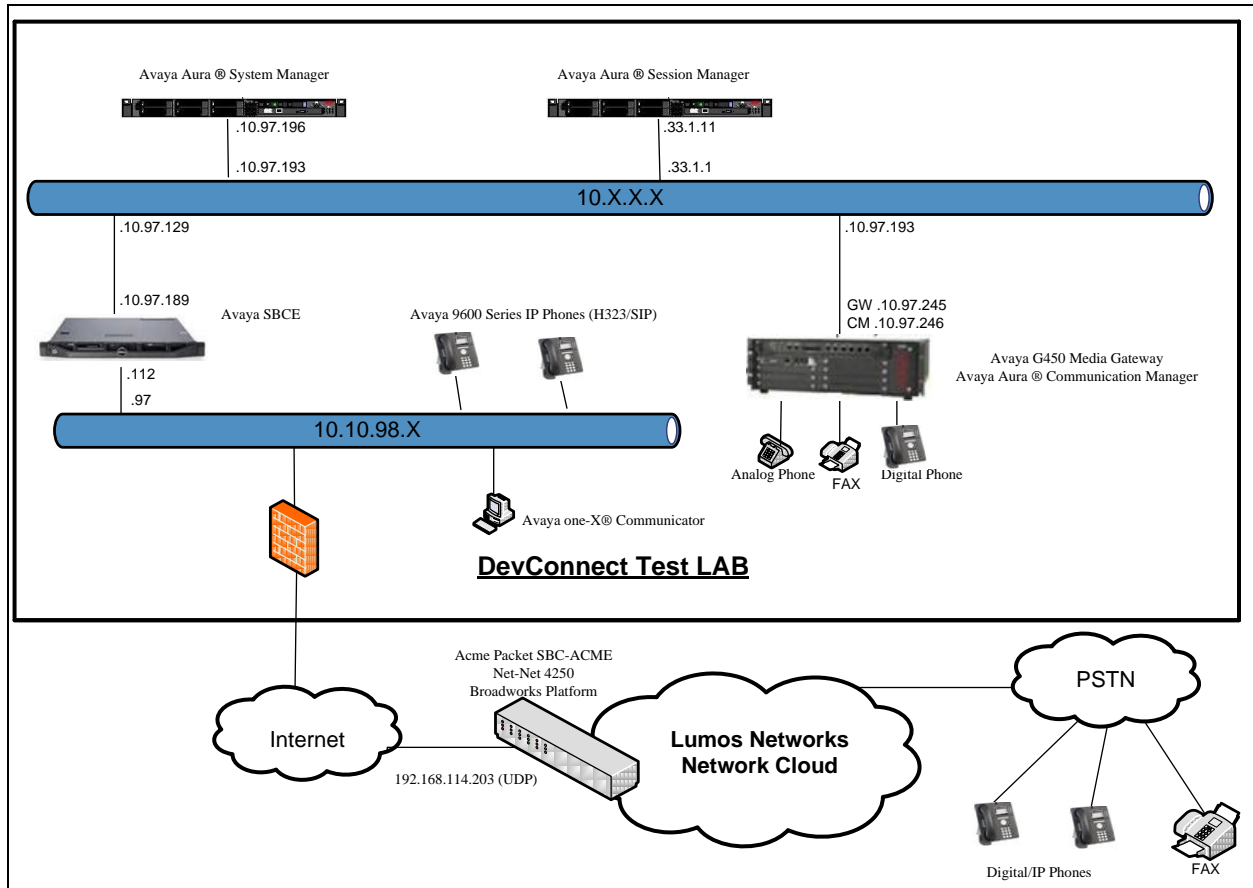 Avaya Aura ® System Manager
Avaya Aura ® Session Manager
.10.97.196
.33.1.11
.10.97.193
.33.1.1
10.X.X.X
.10.97.129
.10.97.193
.10.97.189
Avaya SBCE
Avaya 9600 Series IP Phones (H323/SIP)
GW .10.97.245
CM .10.97.246
Avaya G450 Media Gateway
Avaya Aura ® Communication Manager
.112
.97
10.10.98.X
Analog Phone
FAX
Digital Phone
Avaya one-X® Communicator
DevConnect Test LAB
Acme Packet SBC-ACME
Net-Net 4250
Broadworks Platform
PSTN
Internet
Lumos Networks
Network Cloud
192.168.114.203 (UDP)
Digital/IP Phones
FAX